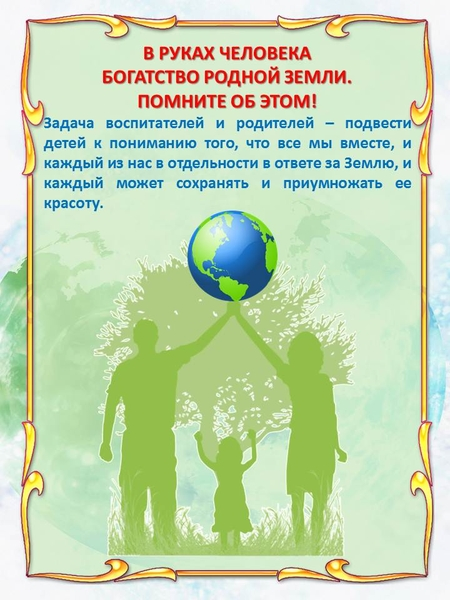 В РУКАХ ЧЕЛОВЕКА
БОГАТСТВО РОДНОЙ ЗЕМЛИ.
ПОМНИТЕ ОБ ЭТОМ!
Задача воспитателей и родителей – подвести
детей к пониманию того, что все мы вместе, и
каждый из нас в отдельности в ответе за Землю, и
каждый может сохранять и приумножать ее
красоту.